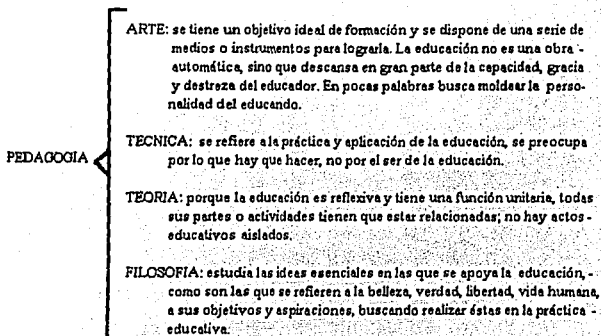 ARTE: se tiene un objetivo ideal de formación y se dispone de una serie de
medios o instrumentos para lograrla. La educación no es una obra -
automática, sino que descansa en gran parte de la capacidad, gracia
y destreza del educador. En pocas palabras busca moldear la perso-
nalidad del educando.
TECNICA: se refiere a la práctica y aplicación de la educación, se preocupa
por lo que hay que hacer, no por el ser de la educación.
PEDAGOGIA
TEORIA: porque la educación es reflexiva y tiene una función unitaria, todas
sus partes o actividades tienen que estar relacionadas; no hay actos -
educativos aislados.
FILOSOFIA: estudia las ideas esenciales en las que se apoya la educación, -
como son las que se refieren a la belleza, verdad, libertad, vida humana,
a sus objetivos y aspiraciones, buscando realizar éstas en la práctica -
educativa.